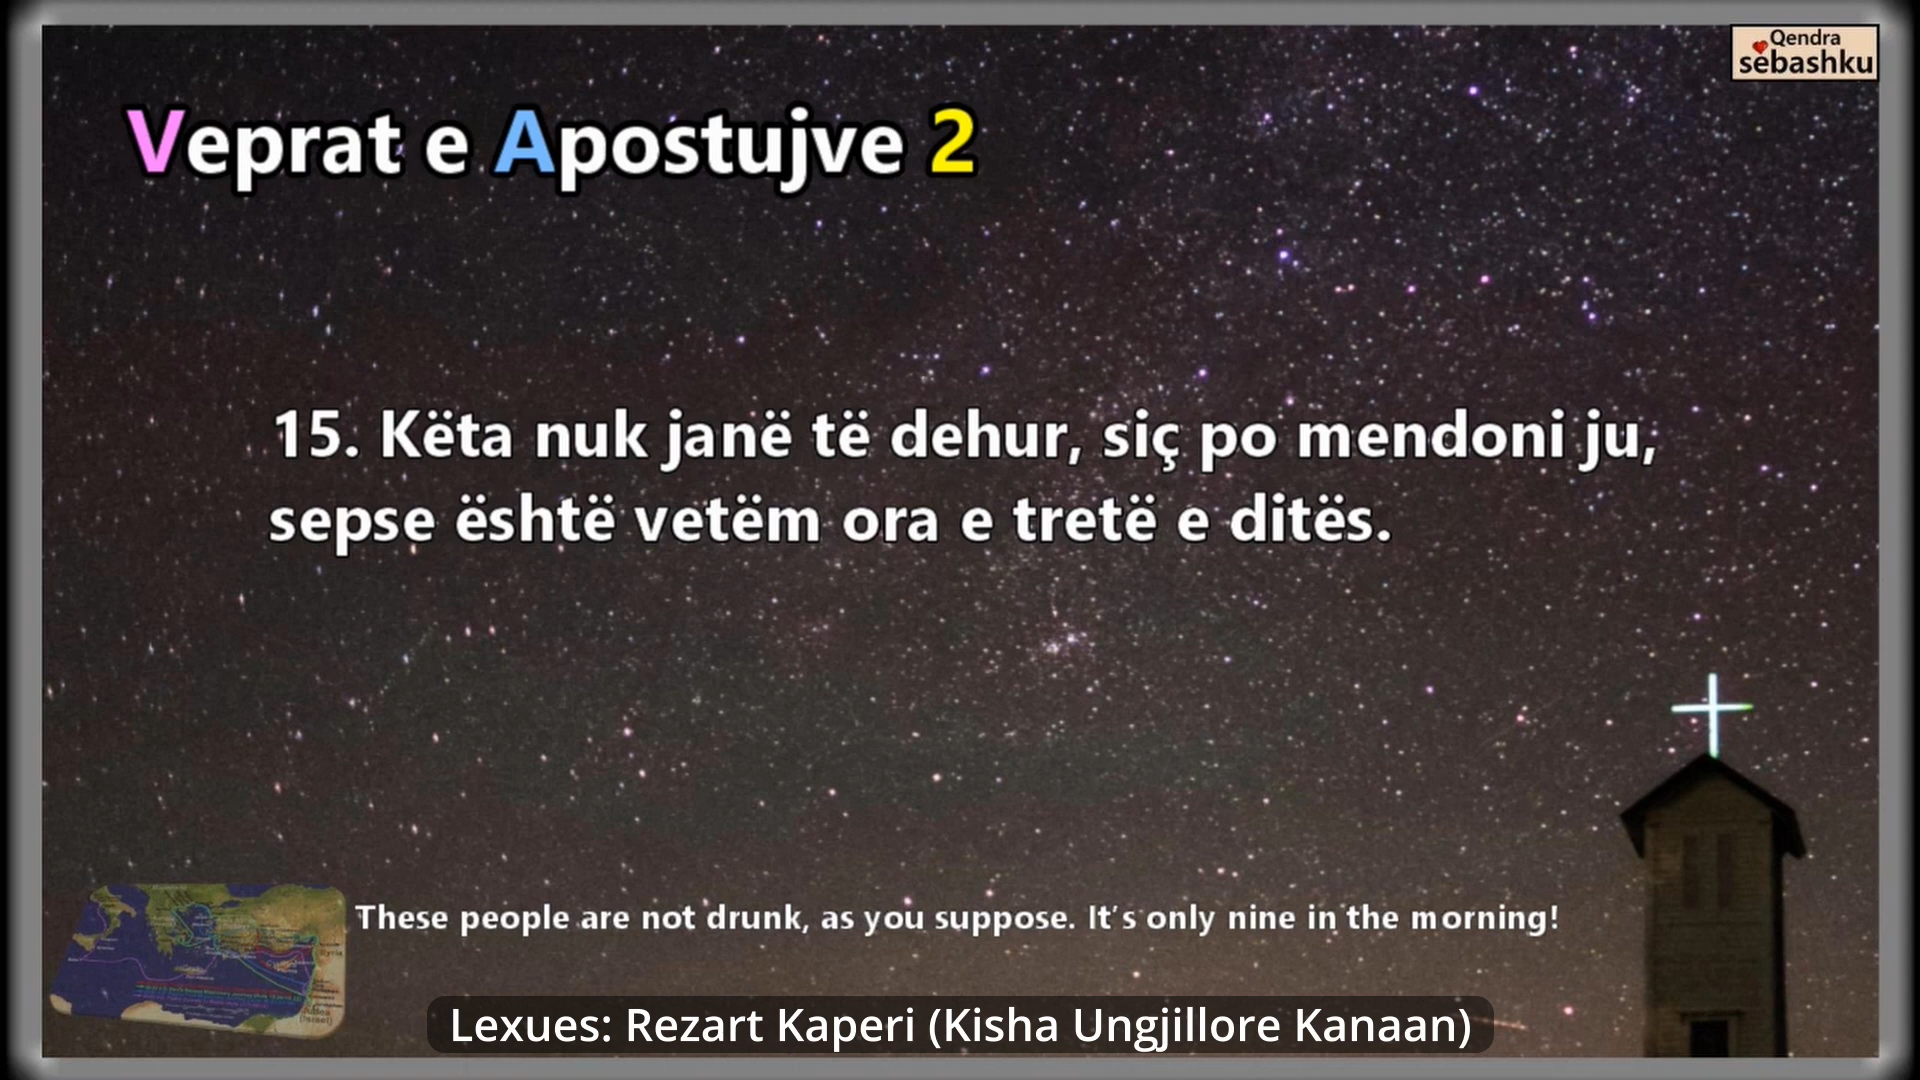 Qendra
sebashku
Veprat e Apostujve 2
15. Këta nuk janë të dehur, siç po mendoni ju,
sepse është vetëm ora e tretë e ditës.
These people are not drunk, as you suppose. It's only nine in the morning!
Lexues: Rezart Kaperi (Kisha Ungjillore Kanaan)